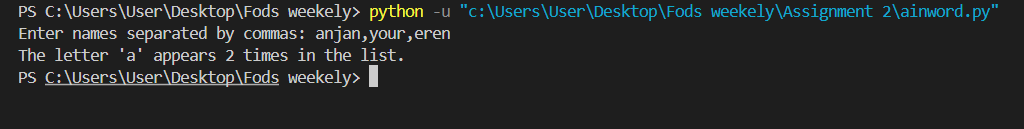 PS C:\Users\User\Desktop\Fods weekely> python -u "c:\Users\User\Desktop\Fods weekely\Assignment 2\ainword.py"
Enter names separated by commas: anjan,your,eren
The letter 'a' appears 2 times in the list.
PS C:\Users\User\Desktop\Fods weekely>